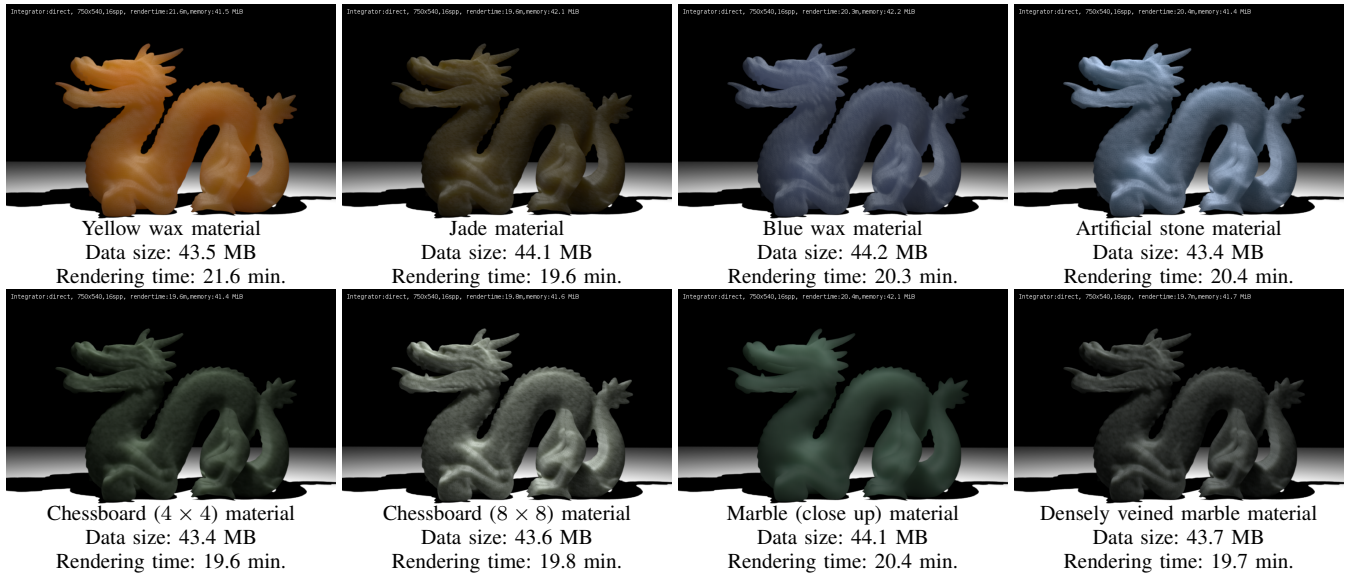 Integrator:direct, 750x540,16spp, rendertime:21.6m,memory:41.5 MiB
Integrator:direct, 750x540,16spp, rendertime:19.6m,memory:42.1 MiB
Integrator:direct, 750x540,16spp, rendertime:20.3m,memory:42.2 MiB
Integrator:direct, 750x540,16spp, rendertime:20.4m,memory:41.4 MiB
Yellow wax material
Data size: 43.5 MB
Rendering time: 21.6 min.
Jade material
Data size: 44.1 MB
Rendering time: 19.6 min.
Blue wax material
Data size: 44.2 MB
Rendering time: 20.3 min.
Artificial stone material
Data size: 43.4 MB
Rendering time: 20.4 min.
Integrator:direct, 750x540,16spp, rendertime:19.6m,memory:41.4 MiB
Integrator:direct, 750x540,16spp, rendertime:19.8m,memory:41.6 MiB
Integrator:direct, 750x540,16spp, rendertime:20.4m,memory:42.1 MiB
Integrator:direct, 750x540,16spp, rendertime:19.7m,memory:41.7 MiB
Chessboard (4 × 4) material
Data size: 43.4 MB
Rendering time: 19.6 min.
Chessboard (8 × 8) material
Data size: 43.6 MB
Rendering time: 19.8 min.
Marble (close up) material
Data size: 44.1 MB
Rendering time: 20.4 min.
Densely veined marble material
Data size: 43.7 MB
Rendering time: 19.7 min.